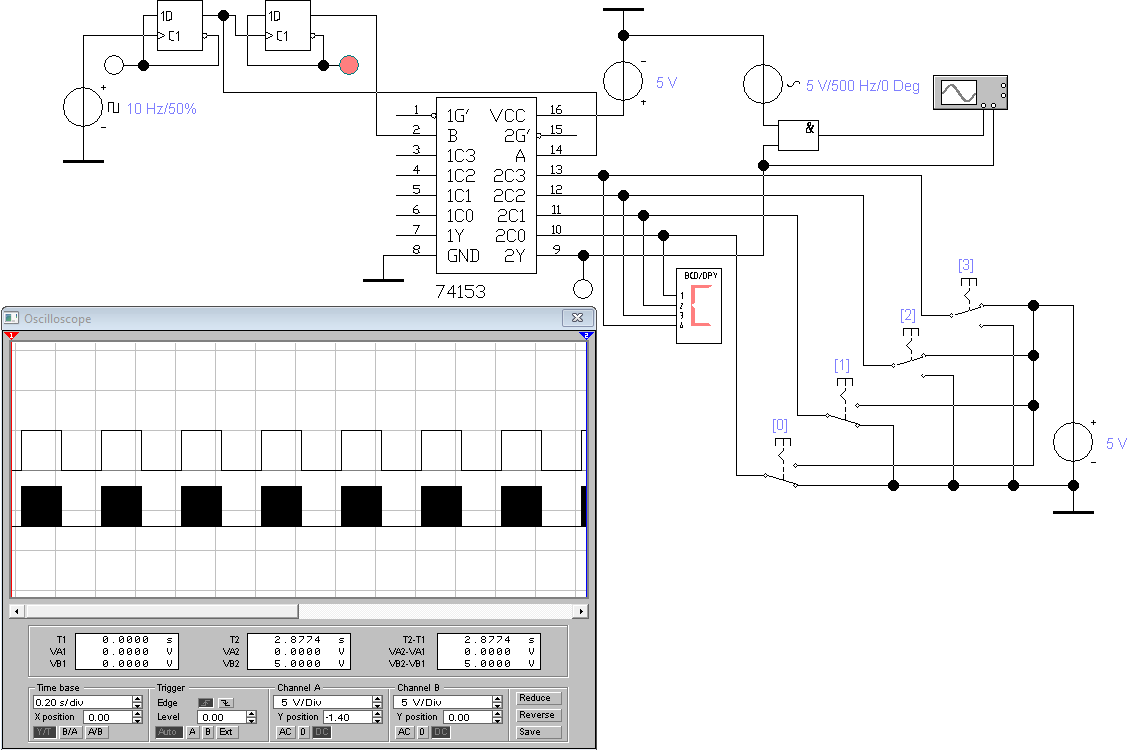 1D
C1
1D
C1
10 Hz/50%
+
−
−
5 V
+
5 V/500 Hz/0 Deg
&
1 1G' VCC 16
2 B 2G' 15
3 1C3 A 14
4 1C2 2C3 13
5 1C1 2C2 12
6 1C0 2C1 11
7 1Y 2C0 10
8 GND 2Y 9
74153
BCD/DPY
1
2
3
4
[3]
[2]
[1]
[0]
+
5 V
−
Oscilloscope
1
2
T1 0.0000 s
VA1 0.0000 V
VB1 0.0000 V
T2 2.8774 s
VA2 0.0000 V
VB2 5.0000 V
T2-T1 2.8774 s
VA2-VA1 0.0000 V
VB2-VB1 5.0000 V
Time base
0.20 s/div
X position 0.00
Y/T B/A A/B
Trigger
Edge
Level 0.00
Auto A B Ext
Channel A
5 V/Div
Y position -1.40
AC 0 DC
Channel B
5 V/Div
Y position 0.00
AC 0 DC
Reduce
Reverse
Save